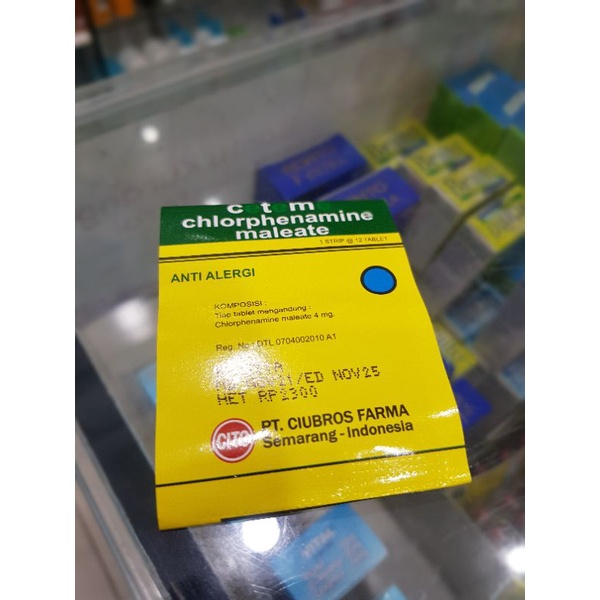 chlorphenamine
maleate
1 STRIP @ 12 TABLET
ANTI ALERGI
KOMPOSISI :
Tiap tablet mengandung :
Chlorphenamine maleate 4 mg.
Reg. No : DTL 0704002010 A1
/ED NOV25
HET RP2300
CITO
PT. CIUBROS FARMA
Semarang - Indonesia